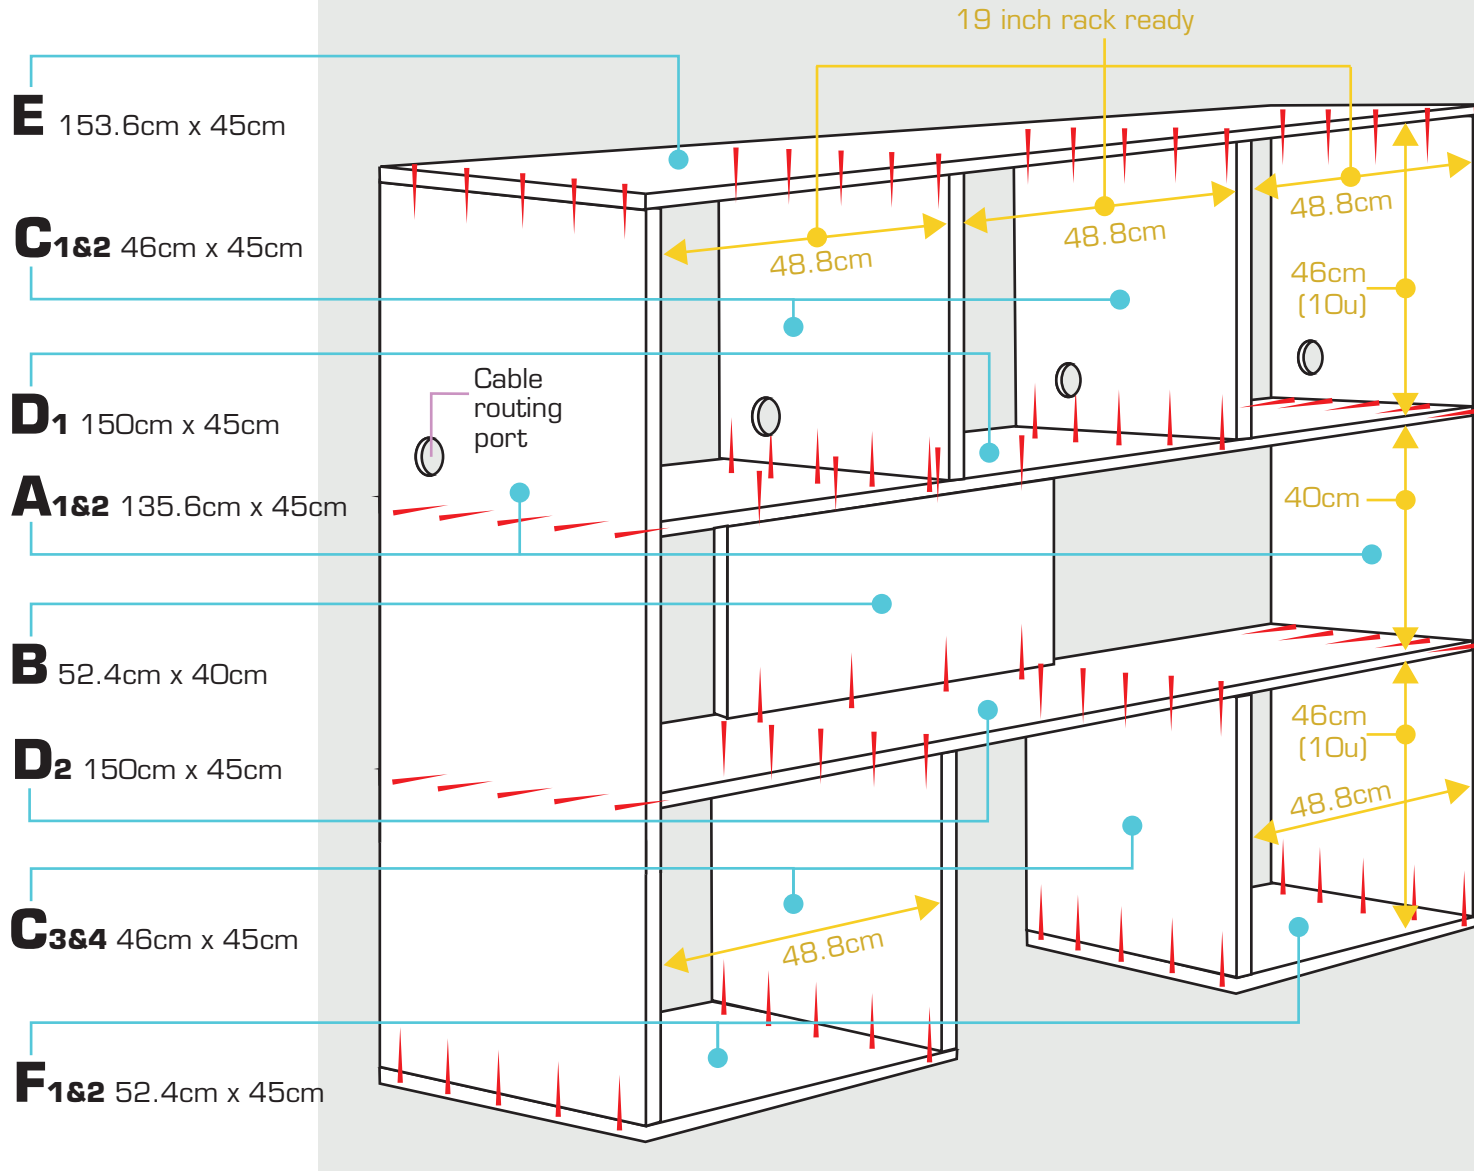 19 inch rack ready
E 153.6cm x 45cm
C1&2 46cm x 45cm
D1 150cm x 45cm
A1&2 135.6cm x 45cm
B 52.4cm x 40cm
D2 150cm x 45cm
C3&4 46cm x 45cm
F1&2 52.4cm x 45cm
Cable
routing
port
48.8cm
48.8cm
48.8cm
46cm
(10u)
40cm
46cm
(10u)
48.8cm
48.8cm